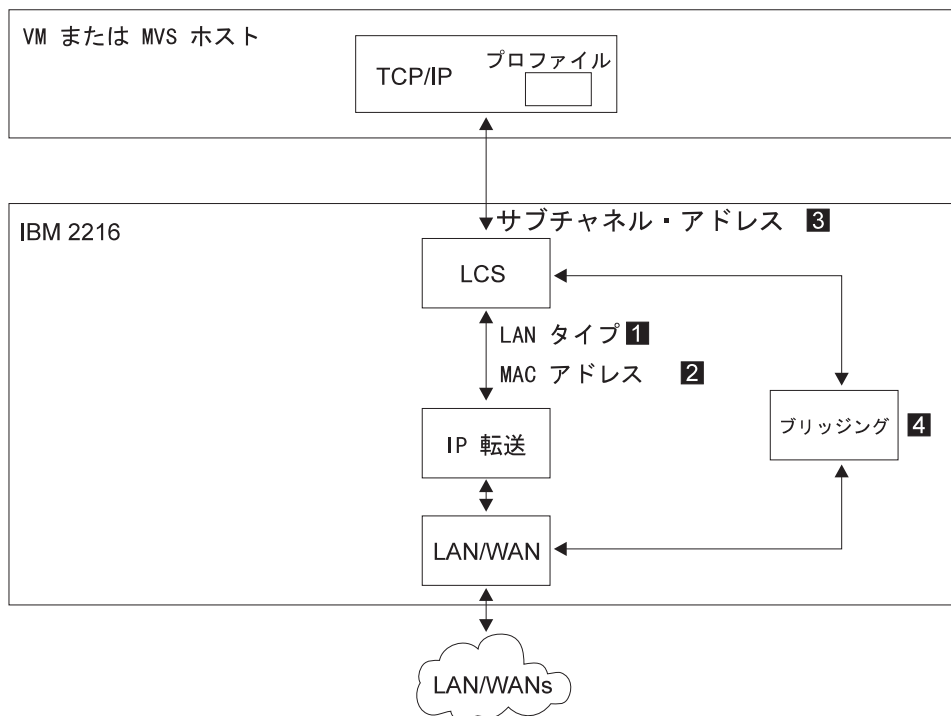 VM または MVS ホスト
プロファイル
TCP/IP
IBM 2216
サブチャネル・アドレス 3
LCS
LAN タイプ 1
MAC アドレス 2
IP 転送
ブリッジング 4
LAN/WAN
LAN/WANs